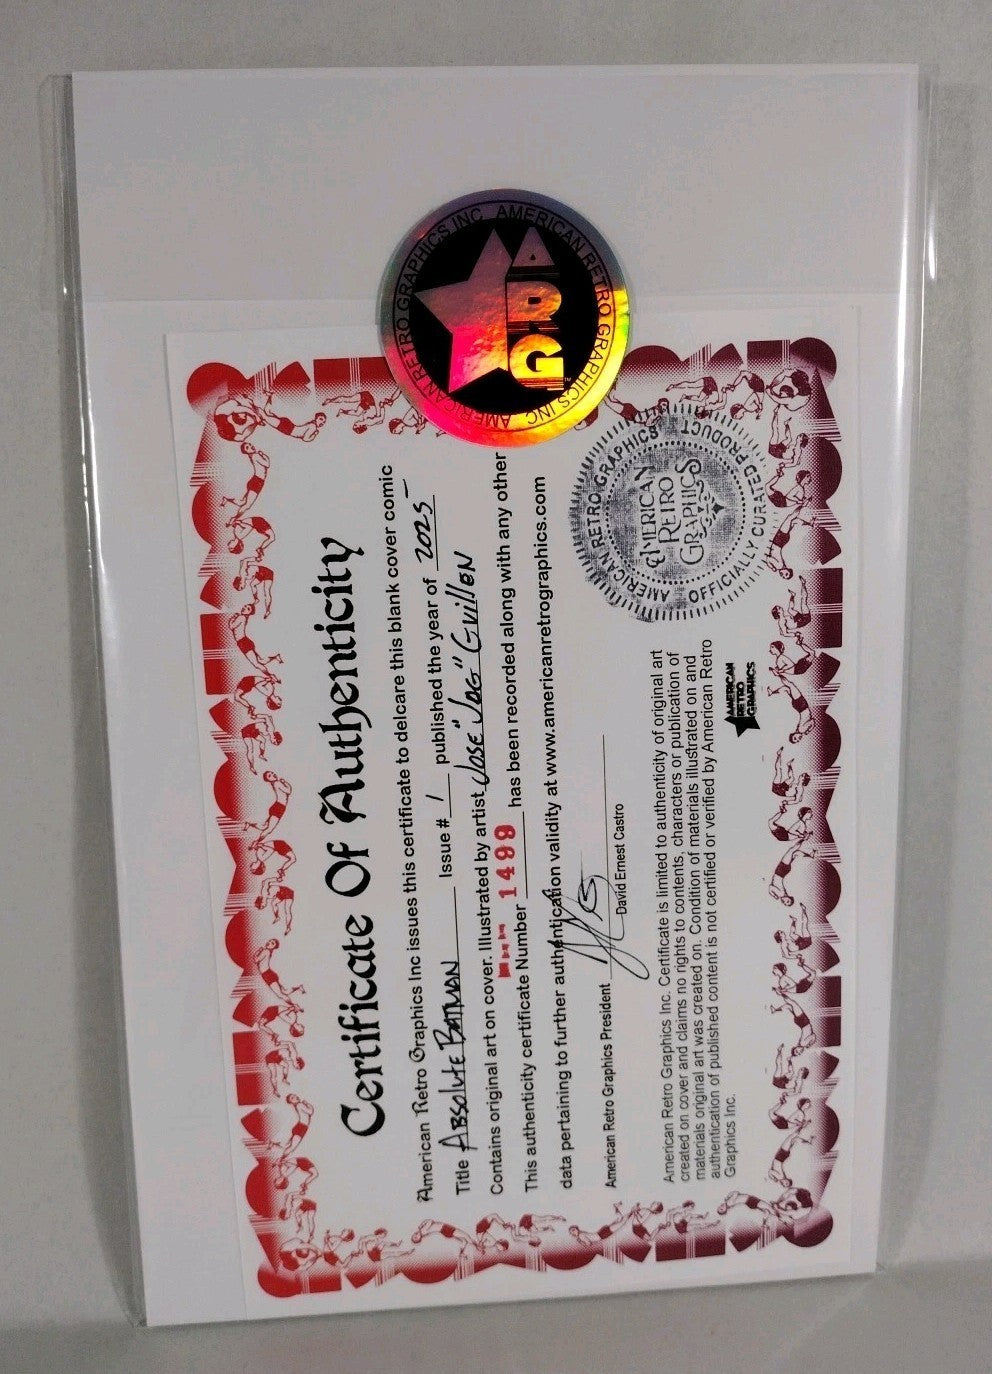 Certificate Of Authenticity
American Retro Graphics Inc issues this certificate to delcare this blank cover comic
Title Absolute Batman Issue # 1 published the year of 2025
Contains original art on cover. Illustrated by artist Jose "Jog" Guillen
This authenticity certificate Number 1499 has been recorded along with any other
data pertaining to further authentication validity at www.americanretrographics.com
American Retro Graphics President
David Ernest Castro
American Retro Graphics Inc. Certificate is limited to authenticity of original art
created on cover and claims no rights to contents, characters or publication of
materials original art was created on. Condition of materials illustrated on and
authentication of published content is not certified or verified by American Retro
Graphics Inc.
AMERICAN
RETRO
GRAPHICS
AMERICAN RETRO GRAPHICS
OFFICIALLY CURATED PRODUCT
AMERICAN
RETRO
GRAPHICS
AMERICAN RETRO GRAPHICS INC. AMERICAN RETRO GRAPHICS INC.
ARG
TM